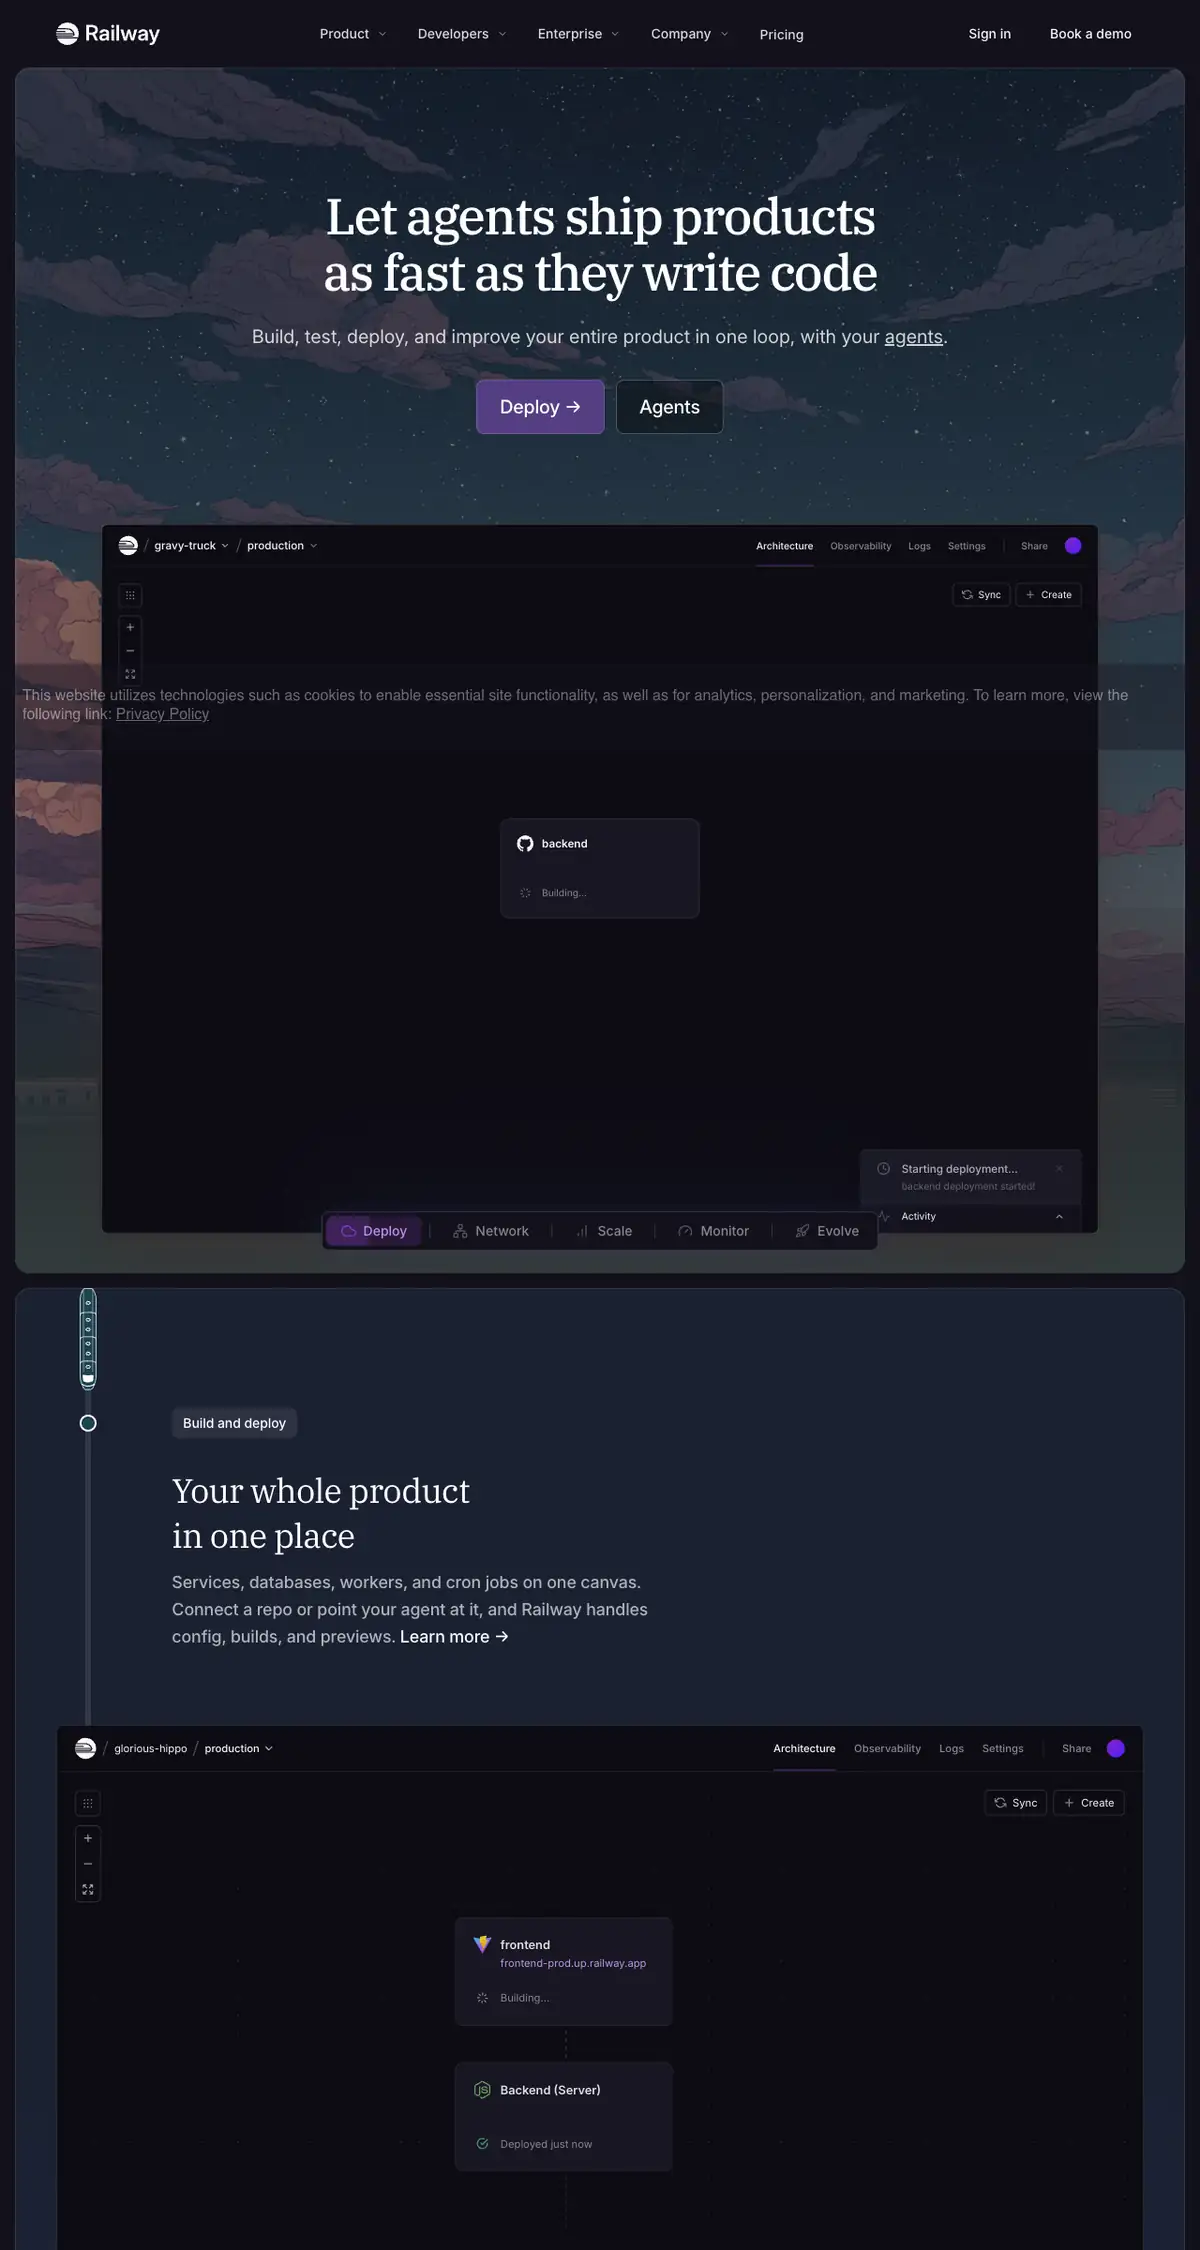 Railway
Product
Developers
Enterprise
Company
Pricing
Sign in
Book a demo
Let agents ship products
as fast as they write code
Build, test, deploy, and improve your entire product in one loop, with your agents.
Deploy →
Agents
/ gravy-truck / production
Architecture
Observability
Logs
Settings
Share
Sync
+ Create
This website utilizes technologies such as cookies to enable essential site functionality, as well as for analytics, personalization, and marketing. To learn more, view the
following link: Privacy Policy
backend
Building...
Starting deployment...
backend deployment started!
Activity
Deploy
Network
Scale
Monitor
Evolve
Build and deploy
Your whole product
in one place
Services, databases, workers, and cron jobs on one canvas.
Connect a repo or point your agent at it, and Railway handles
config, builds, and previews. Learn more →
/ glorious-hippo / production
Architecture
Observability
Logs
Settings
Share
Sync
+ Create
frontend
frontend-prod.up.railway.app
Building...
Backend (Server)
Deployed just now